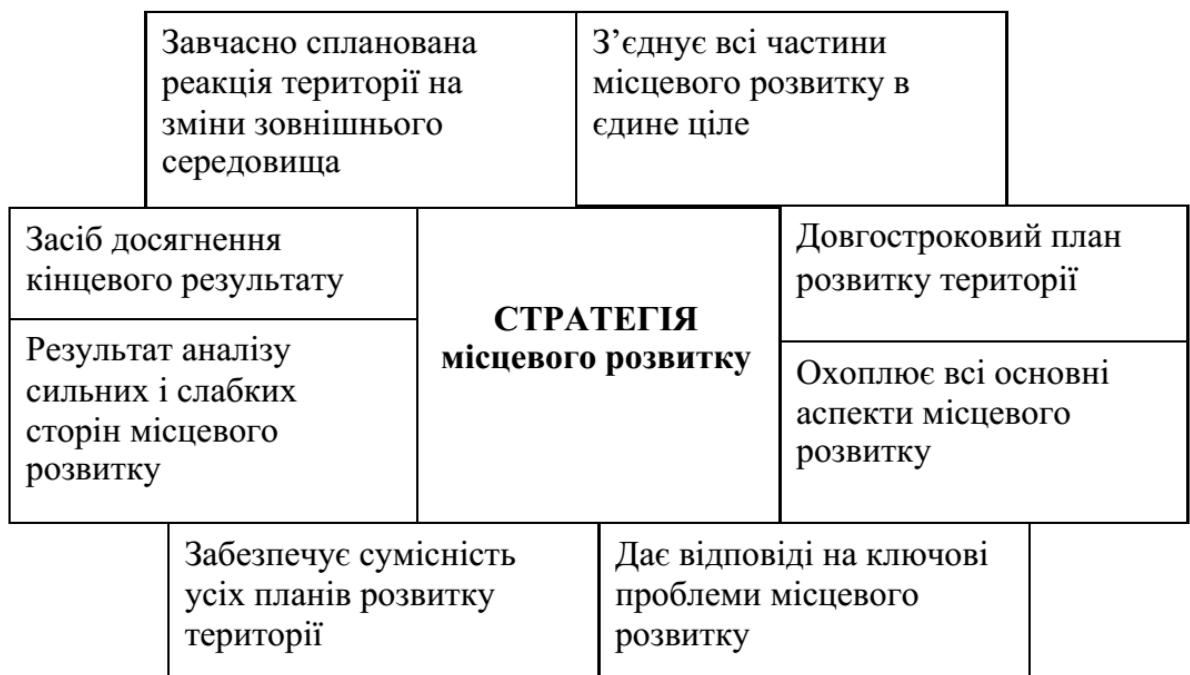 Завчасно спланована
реакція території на
зміни зовнішнього
середовища
З’єднує всі частини
місцевого розвитку в
єдине ціле
Засіб досягнення
кінцевого результату
Результат аналізу
сильних і слабких
сторін місцевого
розвитку
СТРАТЕГІЯ
місцевого розвитку
Довгостроковий план
розвитку території
Охоплює всі основні
аспекти місцевого
розвитку
Забезпечує сумісність
усіх планів розвитку
території
Дає відповіді на ключові
проблеми місцевого
розвитку